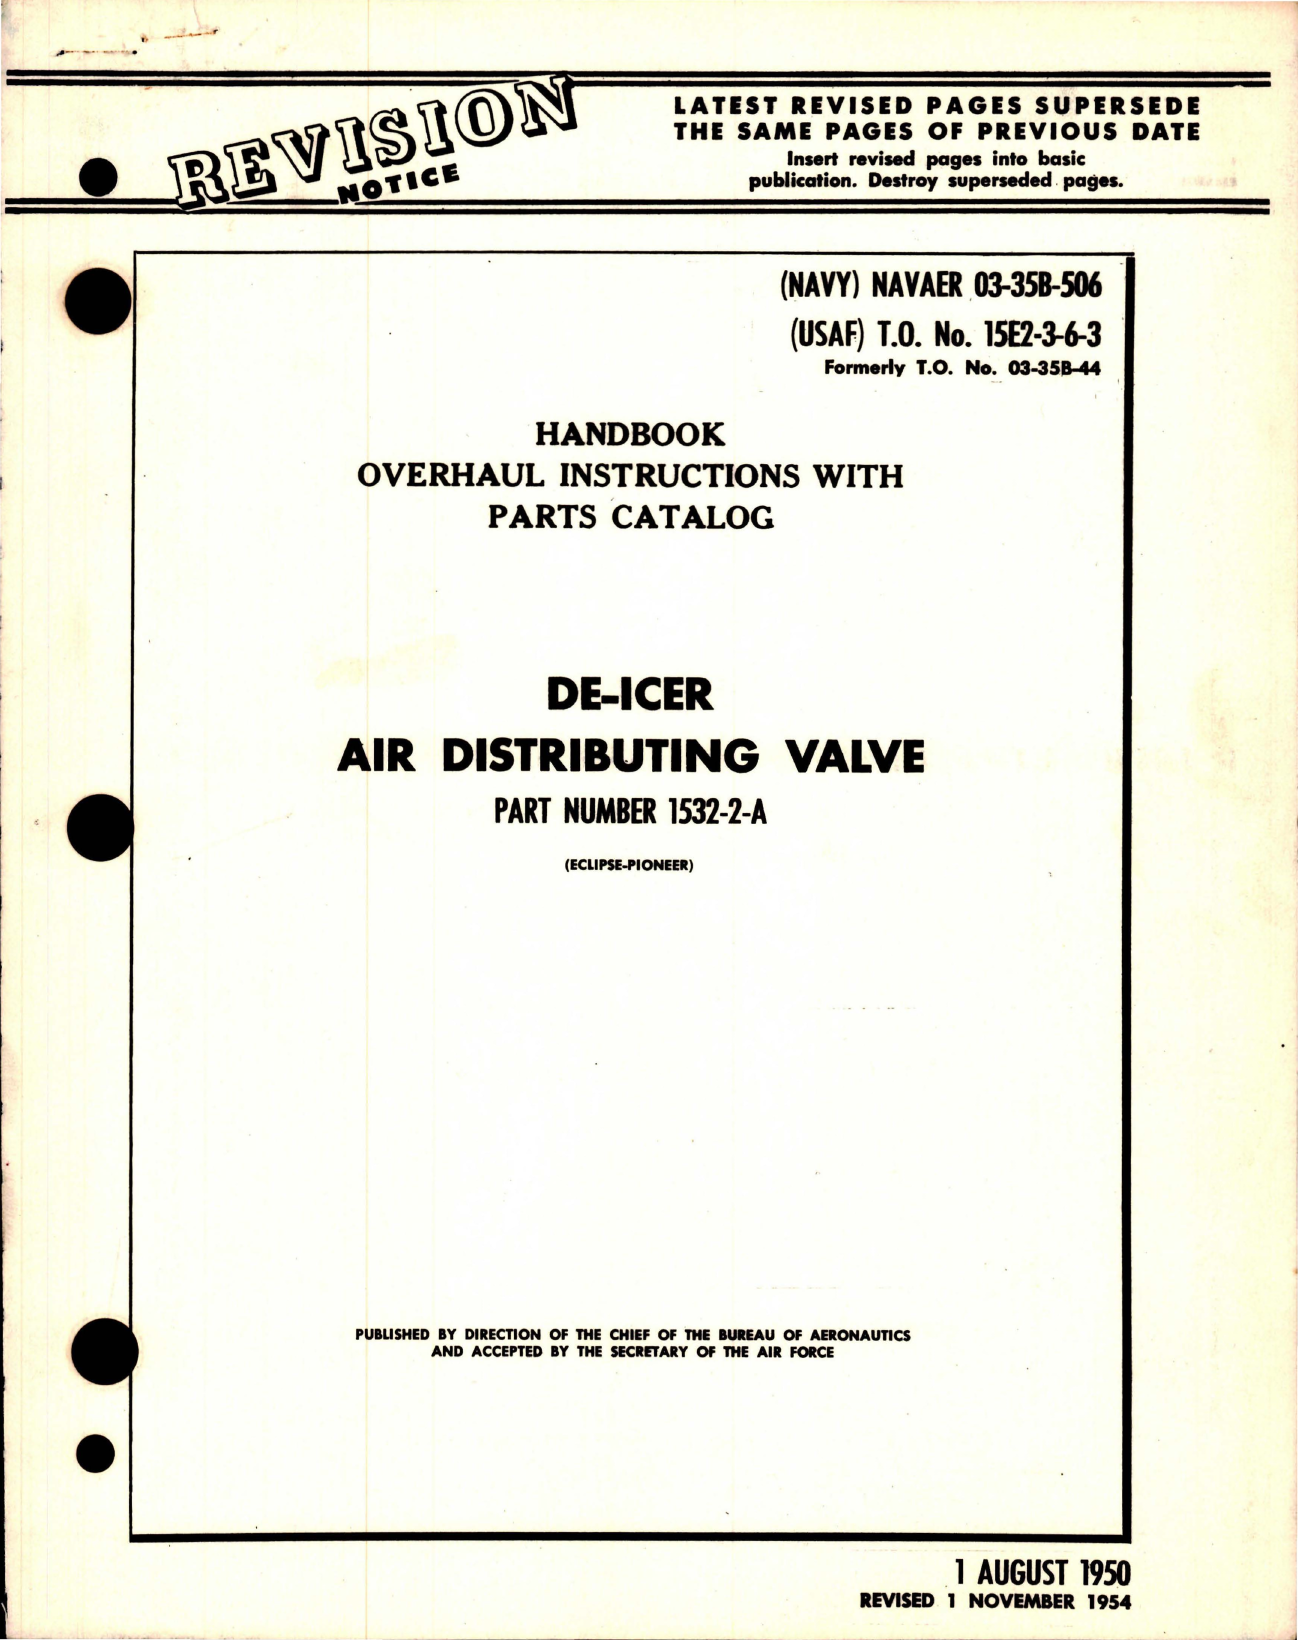 REVISION
NOTICE
LATEST REVISED PAGES SUPERSEDE
THE SAME PAGES OF PREVIOUS DATE
Insert revised pages into basic
publication. Destroy superseded pages.
(NAVY) NAVAER 03-35B-506
(USAF) T.O. No. 15E2-3-6-3
Formerly T.O. No. 03-35B-44
HANDBOOK
OVERHAUL INSTRUCTIONS WITH
PARTS CATALOG
DE-ICER
AIR DISTRIBUTING VALVE
PART NUMBER 1532-2-A
(ECLIPSE-PIONEER)
PUBLISHED BY DIRECTION OF THE CHIEF OF THE BUREAU OF AERONAUTICS
AND ACCEPTED BY THE SECRETARY OF THE AIR FORCE
1 AUGUST 1950
REVISED 1 NOVEMBER 1954